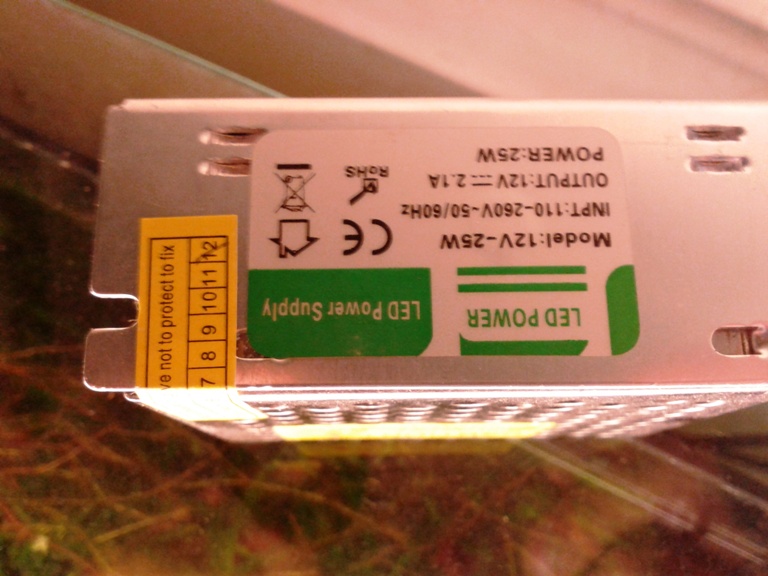 LED POWER
LED Power Supply
Model:12V-25W
INPT:110-260V~50/60Hz
OUTPUT:12V 2.1A
POWER:25W
CE
RoHS
ve not to protect to fix
7 8 9 10 11 12